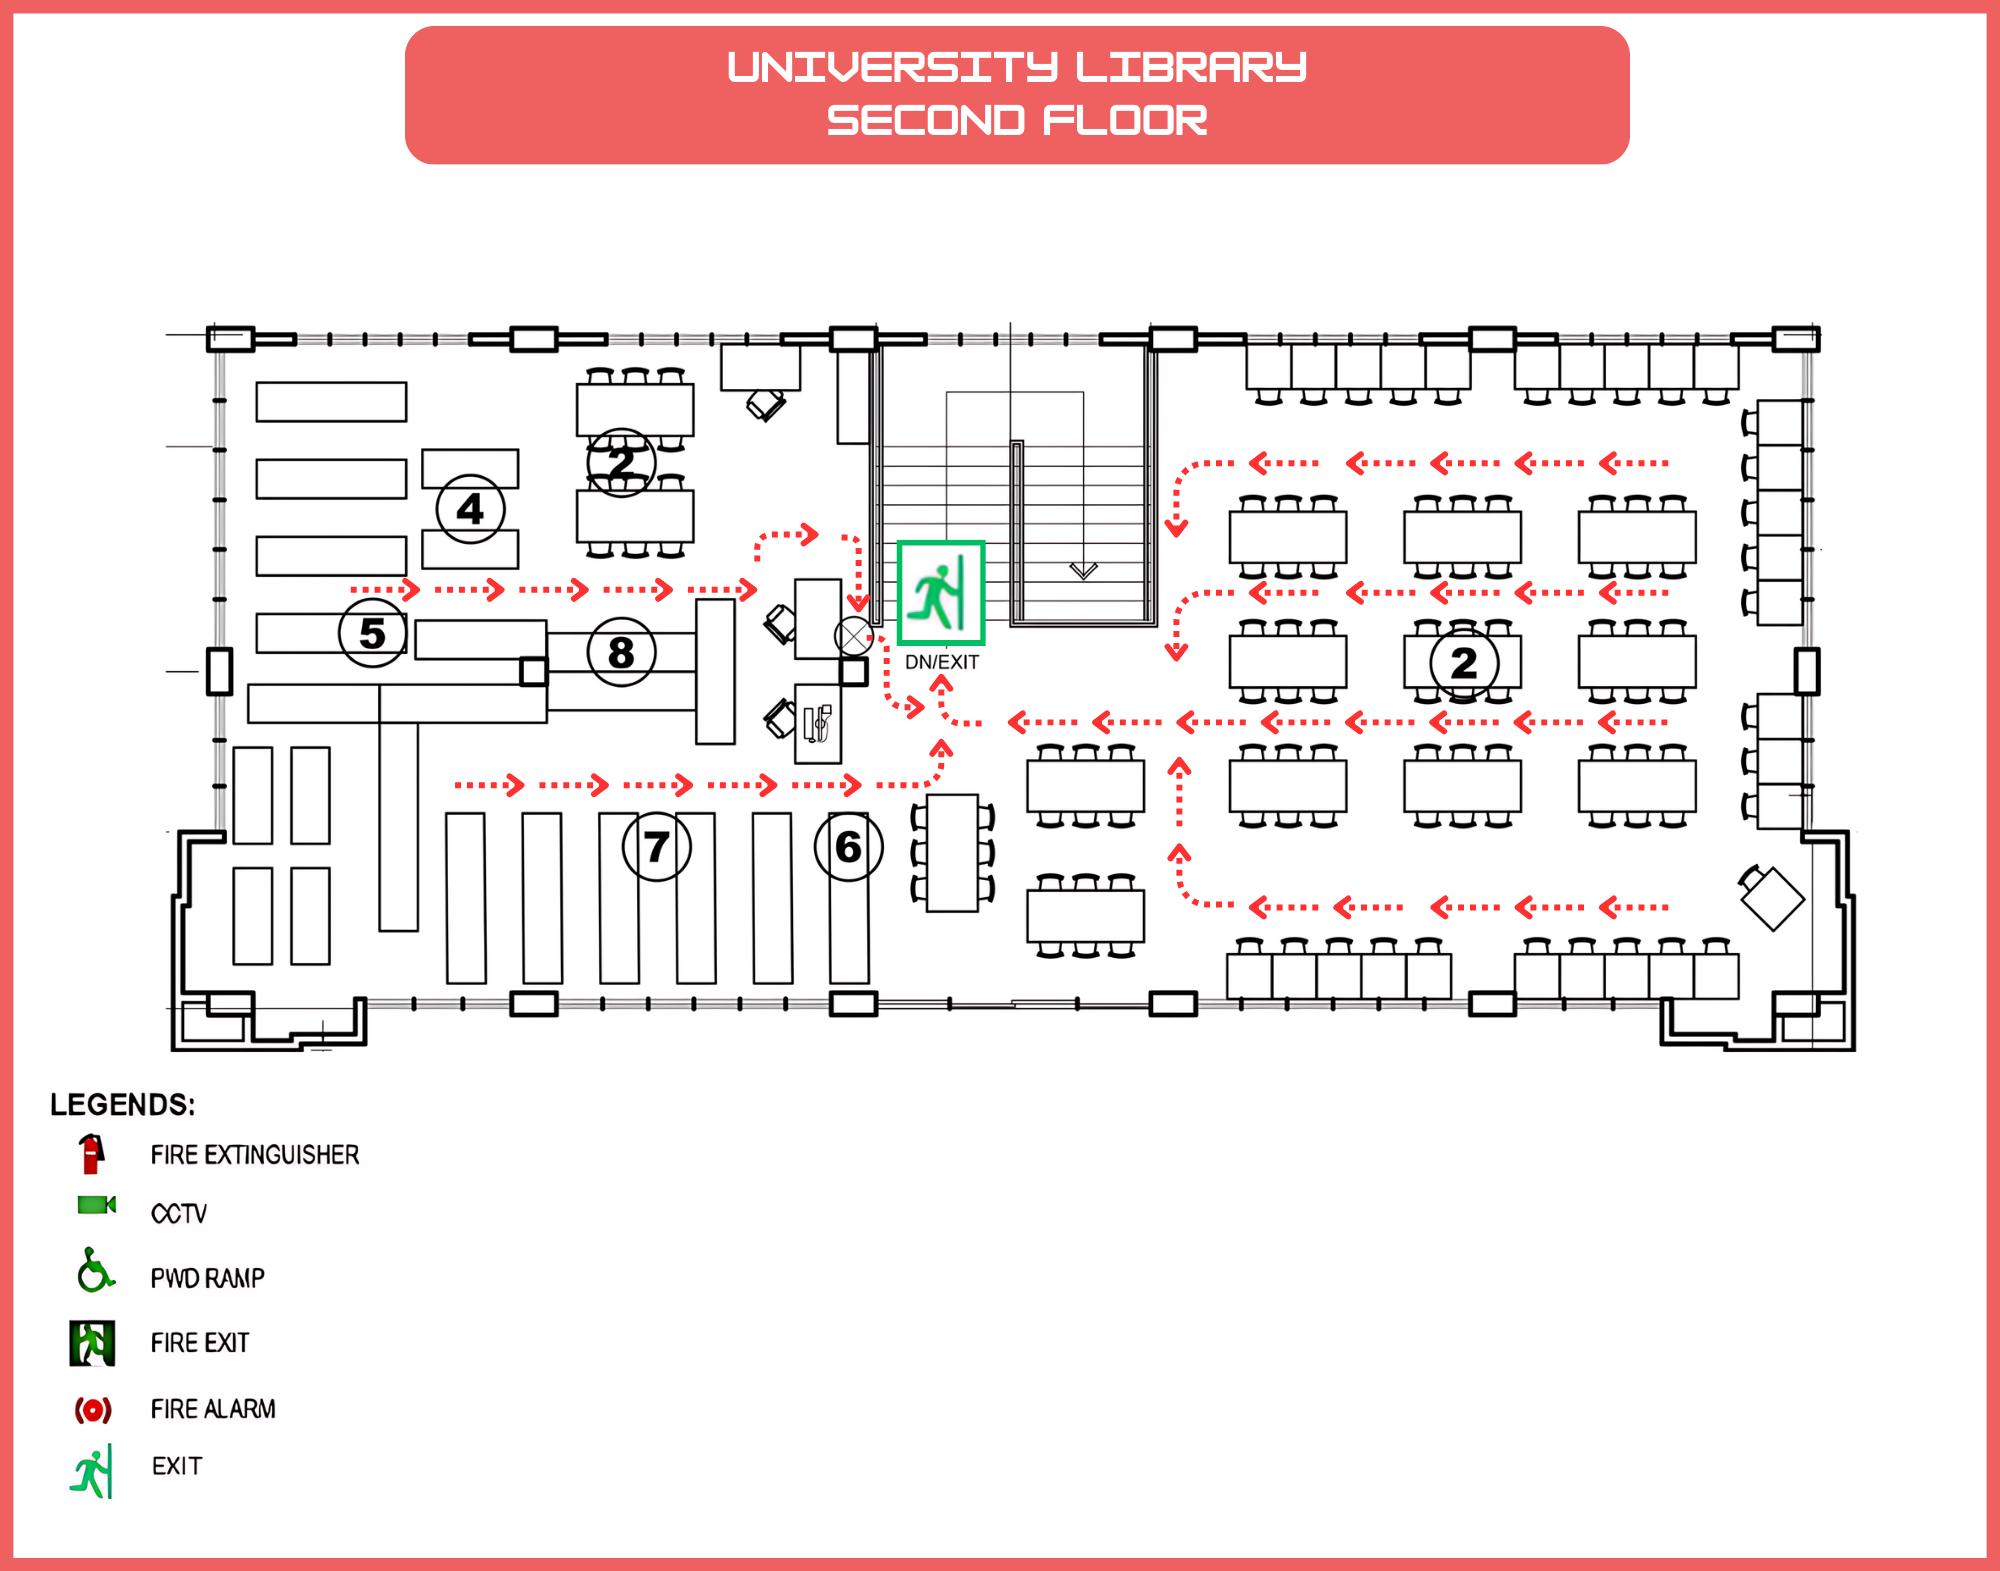 UNIVERSITY LIBRARY
SECOND FLOOR
2
4
5
8
DN/EXIT
2
7
6
LEGENDS:
FIRE EXTINGUISHER
CCTV
PWD RAMP
FIRE EXIT
FIRE ALARM
EXIT